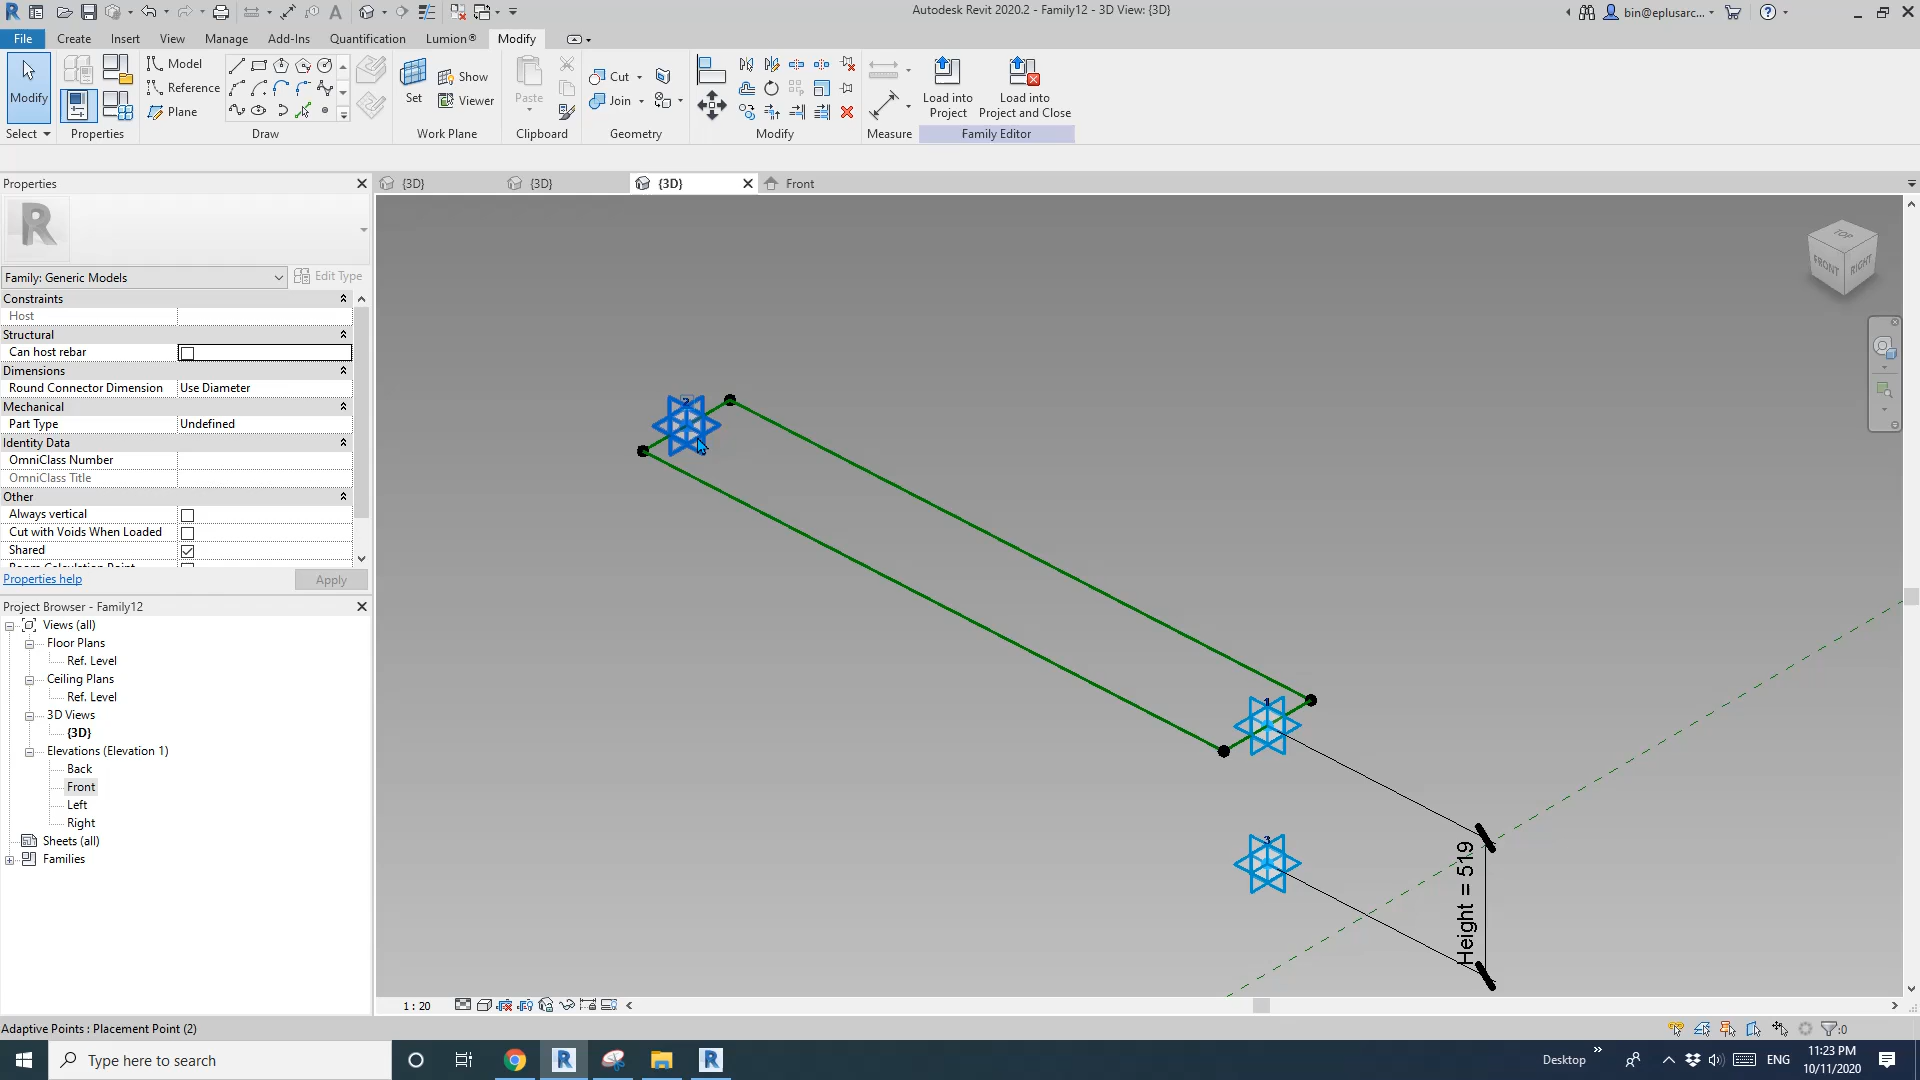 Autodesk Revit 2020.2 - Family12 - 3D View: {3D}
bin@eplusarc...
File Create Insert View Manage Add-Ins Massing Quantification Lumion® Modify
Modify
Select
Properties
Model
Reference
Plane
Draw
Set
Show
Viewer
Work Plane
Paste
Clipboard
Cut
Join
Geometry
Modify
Measure
Load into
Project
Load into
Project and Close
Family Editor
Properties
{3D} {3D} {3D} Front
Family: Generic Models
Edit Type
Constraints
Host
Structural
Can host rebar
Dimensions
Round Connector Dimension Use Diameter
Mechanical
Part Type Undefined
Identity Data
OmniClass Number
OmniClass Title
Other
Always vertical
Cut with Voids When Loaded
Shared
Room Calculation Point
Properties help
Apply
Project Browser - Family12
Views (all)
Floor Plans
Ref. Level
Ceiling Plans
Ref. Level
3D Views
{3D}
Elevations (Elevation 1)
Back
Front
Left
Right
Sheets (all)
Families
TOP
FRONT
RIGHT
2
1
3
Height = 519
1 : 20
Adaptive Points : Placement Point (2)
:0
Type here to search
Desktop
ENG
11:23 PM
10/11/2020